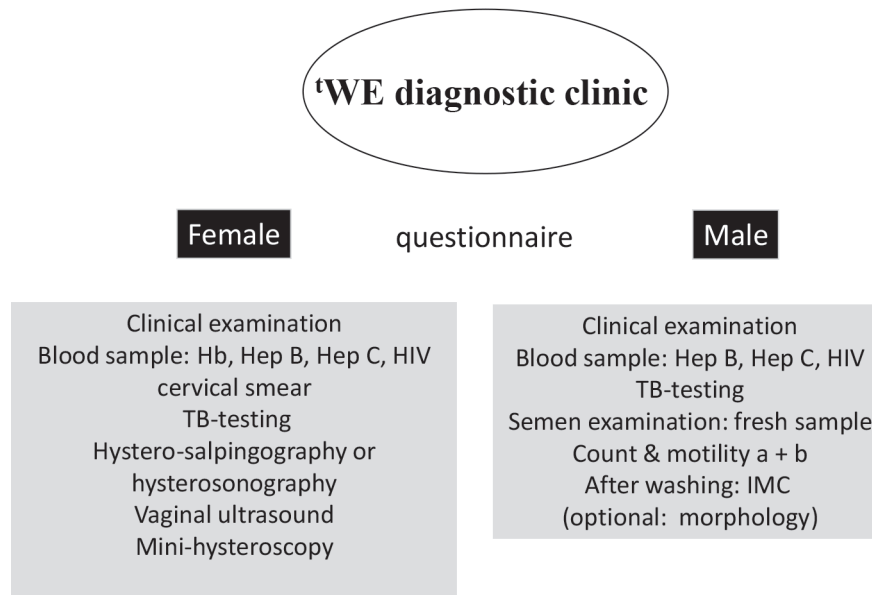 tWE diagnostic clinic
Female
questionnaire
Male
Clinical examination
Blood sample: Hb, Hep B, Hep C, HIV
cervical smear
TB-testing
Hystero-salpingography or
hysterosonography
Vaginal ultrasound
Mini-hysteroscopy
Clinical examination
Blood sample: Hep B, Hep C, HIV
TB-testing
Semen examination: fresh sample
Count & motility a + b
After washing: IMC
(optional: morphology)